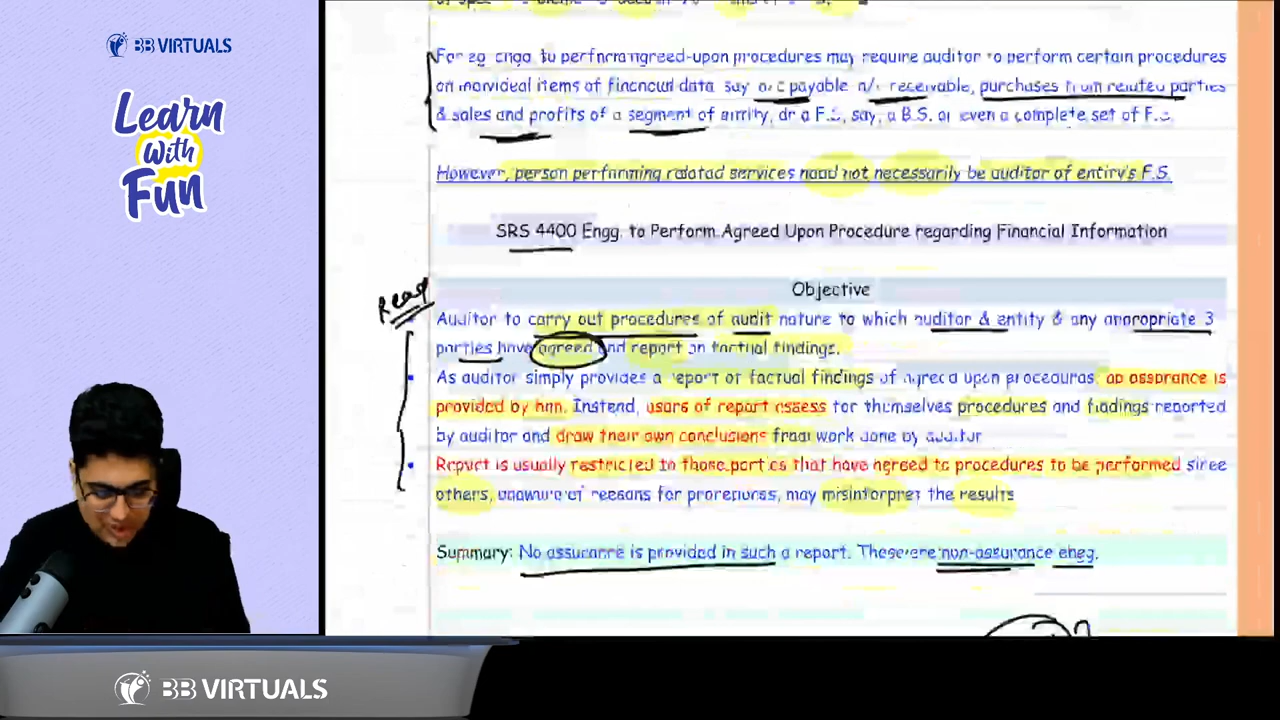 BB VIRTUALS
Learn
With
Fun
For eg. Engg. to perform agreed-upon procedures may require auditor to perform certain procedures
on individual items of financial data say a/c payable a/c receivable, purchases from related parties
& sales and profits of a segment of entity, or a F.S., say, a B.S. or even a complete set of F.S.
However, person performing related services need not necessarily be auditor of entity's F.S.
SRS 4400 Engg. to Perform Agreed Upon Procedure regarding Financial Information
Objective
Read
Auditor to carry out procedures of audit nature to which auditor & entity & any appropriate 3
parties have agreed and report on factual findings.
As auditor simply provides a report of factual findings of agreed upon procedures, no assurance is
provided by him. Instead, users of report assess for themselves procedures and findings reported
by auditor and draw their own conclusions from work done by auditor
Report is usually restricted to those parties that have agreed to procedures to be performed since
others, unaware of reasons for procedures, may misinterpret the results
Summary: No assurance is provided in such a report. These are non-assurance engg.
BB VIRTUALS